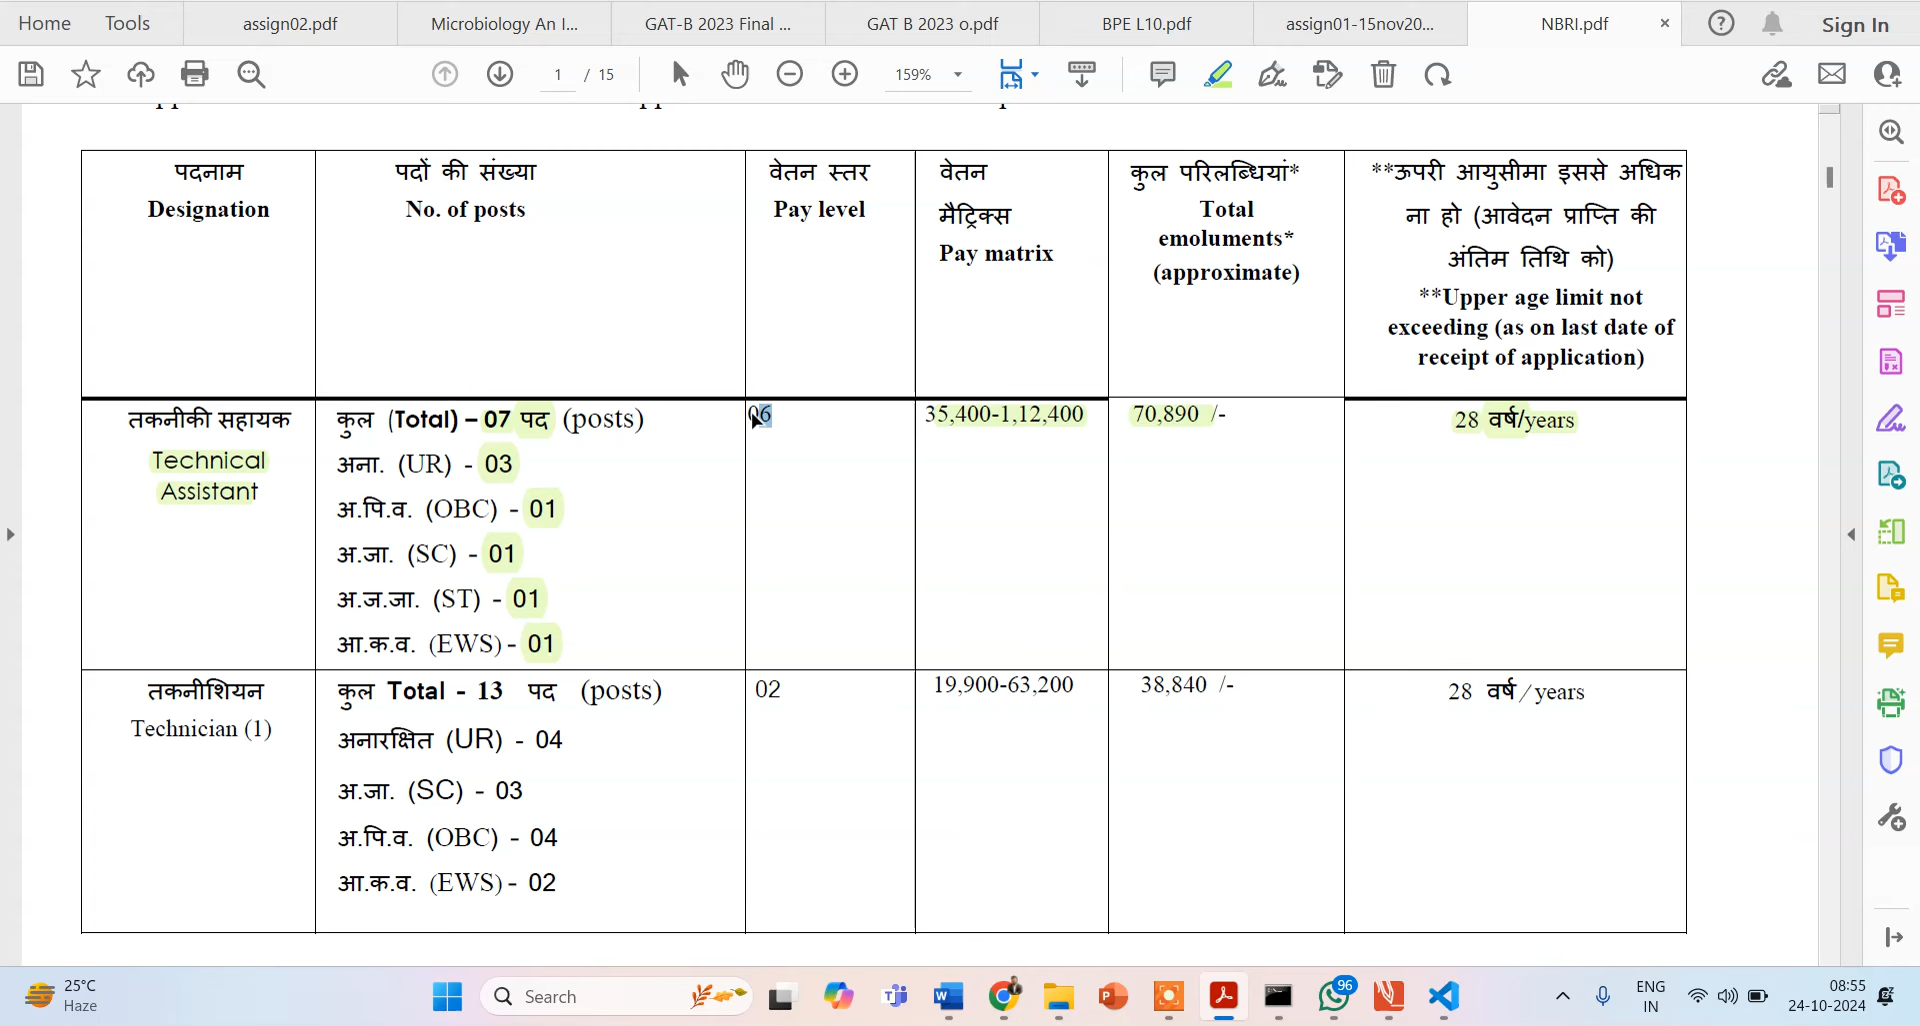 Home
Tools
assign02.pdf
Microbiology An I...
GAT-B 2023 Final ...
GAT B 2023 o.pdf
BPE L10.pdf
assign01-15nov20...
NBRI.pdf
×
Sign In
1 / 15
159%
पदनाम
Designation
पदों की संख्या
No. of posts
वेतन स्तर
Pay level
वेतन
मैट्रिक्स
Pay matrix
कुल परिलब्धियां*
Total
emoluments*
(approximate)
**ऊपरी आयुसीमा इससे अधिक
ना हो (आवेदन प्राप्ति की
अंतिम तिथि को)
**Upper age limit not
exceeding (as on last date of
receipt of application)
तकनीकी सहायक
Technical
Assistant
कुल (Total) – 07 पद (posts)
अना. (UR) - 03
अ.पि.व. (OBC) - 01
अ.जा. (SC) - 01
अ.ज.जा. (ST) - 01
आ.क.व. (EWS) - 01
06
35,400-1,12,400
70,890 /-
28 वर्ष/years
तकनीशियन
Technician (1)
कुल Total - 13 पद (posts)
अनारक्षित (UR) - 04
अ.जा. (SC) - 03
अ.पि.व. (OBC) - 04
आ.क.व. (EWS) - 02
02
19,900-63,200
38,840 /-
28 वर्ष/years
25°C
Haze
Search
96
ENG
IN
08:55
24-10-2024